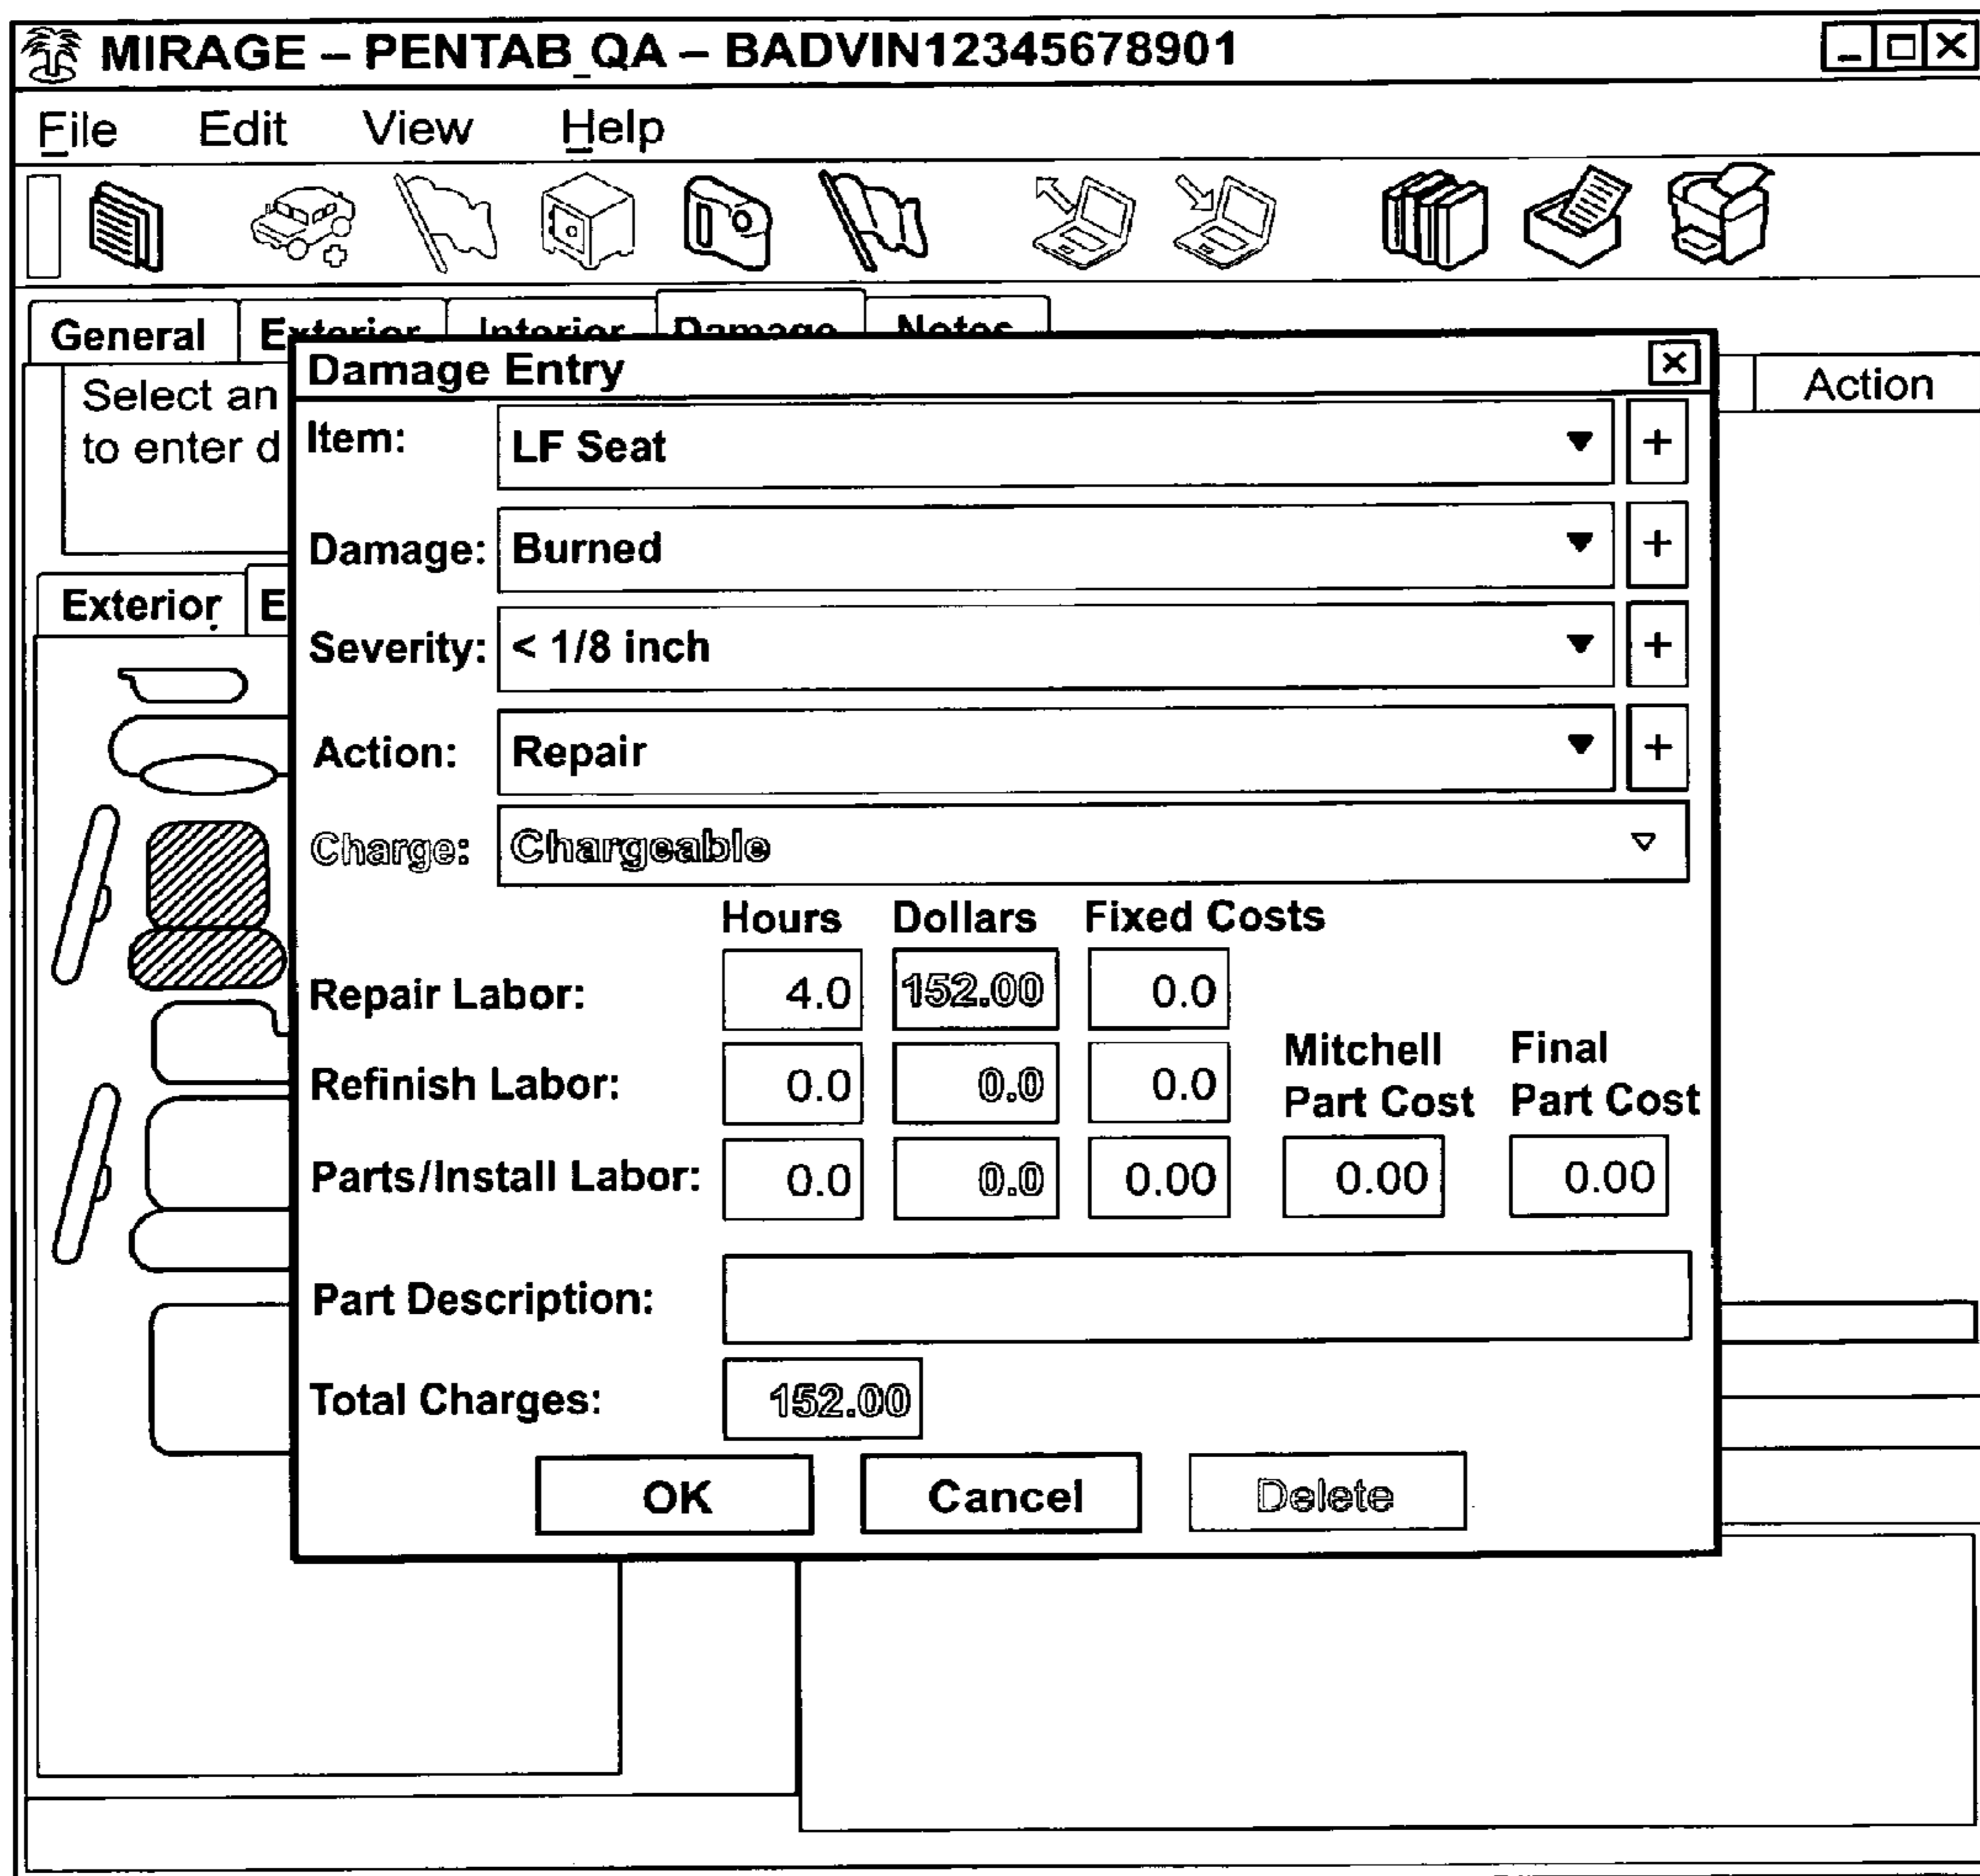 MIRAGE – PENTAB_QA – BADVIN12345678901
File Edit View Help
General Exterior Interior Damage Notes
Damage Entry
Select an
to enter d
Action
Item: LF Seat +
Damage: Burned +
Exterior E
Severity: < 1/8 inch +
Action: Repair +
Charge: Chargeable
Hours Dollars Fixed Costs
Repair Labor: 4.0 152.00 0.0
Mitchell Final
Part Cost Part Cost
Refinish Labor: 0.0 0.0 0.0
Parts/Install Labor: 0.0 0.0 0.00 0.00 0.00
Part Description:
Total Charges: 152.00
OK Cancel Delete